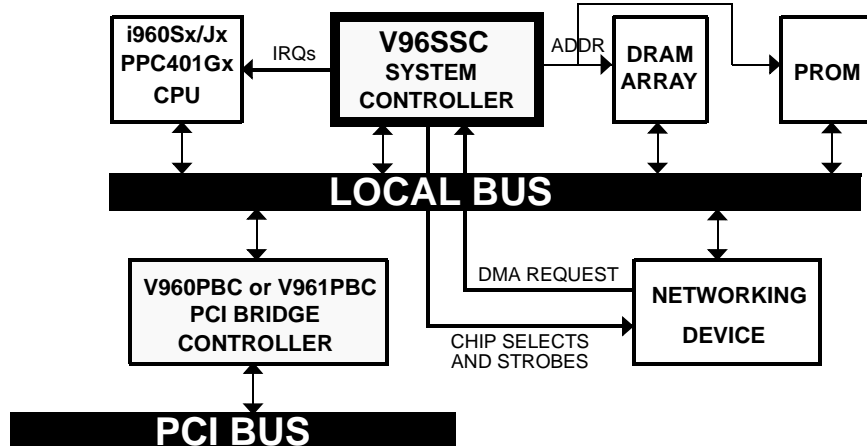 i960Sx/Jx
PPC401Gx
CPU
IRQs
V96SSC
SYSTEM
CONTROLLER
ADDR
DRAM
ARRAY
PROM
LOCAL BUS
V960PBC or V961PBC
PCI BRIDGE
CONTROLLER
DMA REQUEST
CHIP SELECTS
AND STROBES
NETWORKING
DEVICE
PCI BUS